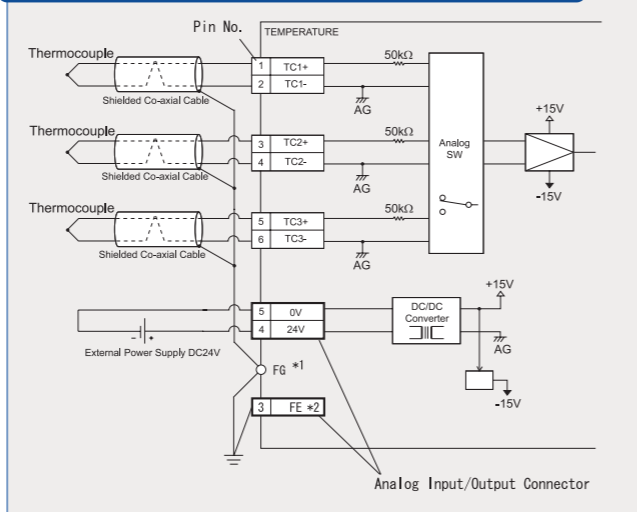 Pin No.
TEMPERATURE
Thermocouple
1 TC1+
2 TC1-
50kΩ
AG
Shielded Co-axial Cable
Thermocouple
3 TC2+
4 TC2-
50kΩ
AG
Shielded Co-axial Cable
Analog
SW
+15V
-15V
Thermocouple
5 TC3+
6 TC3-
50kΩ
AG
Shielded Co-axial Cable
5 0V
4 24V
- +
External Power Supply DC24V
DC/DC
Converter
+15V
AG
-15V
FG *1
3 FE *2
Analog Input/Output Connector